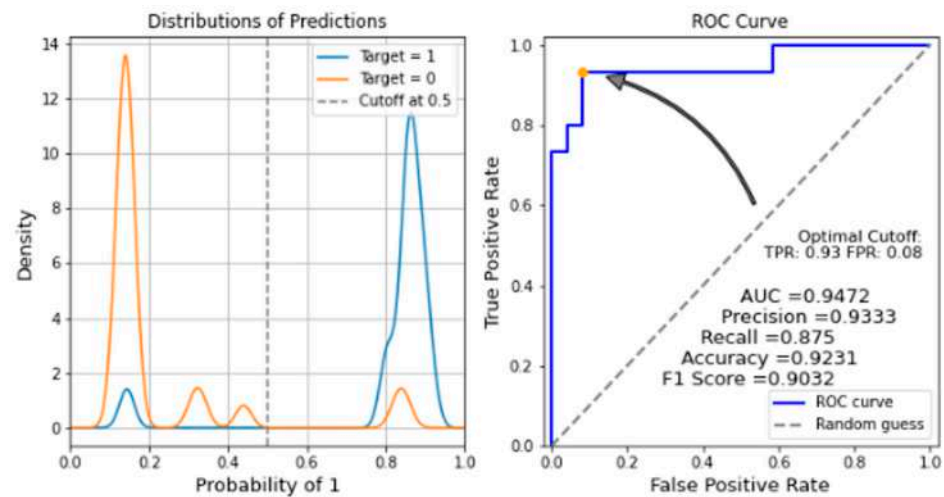 Distributions of Predictions
14
12
10
8
6
4
2
0
Density
0.0 0.2 0.4 0.6 0.8 1.0
Probability of 1
Target = 1
Target = 0
Cutoff at 0.5
ROC Curve
1.0
0.8
0.6
0.4
0.2
0.0
True Positive Rate
Optimal Cutoff:
TPR: 0.93 FPR: 0.08
AUC =0.9472
Precision =0.9333
Recall =0.875
Accuracy =0.9231
F1 Score =0.9032
ROC curve
Random guess
0.0 0.2 0.4 0.6 0.8 1.0
False Positive Rate